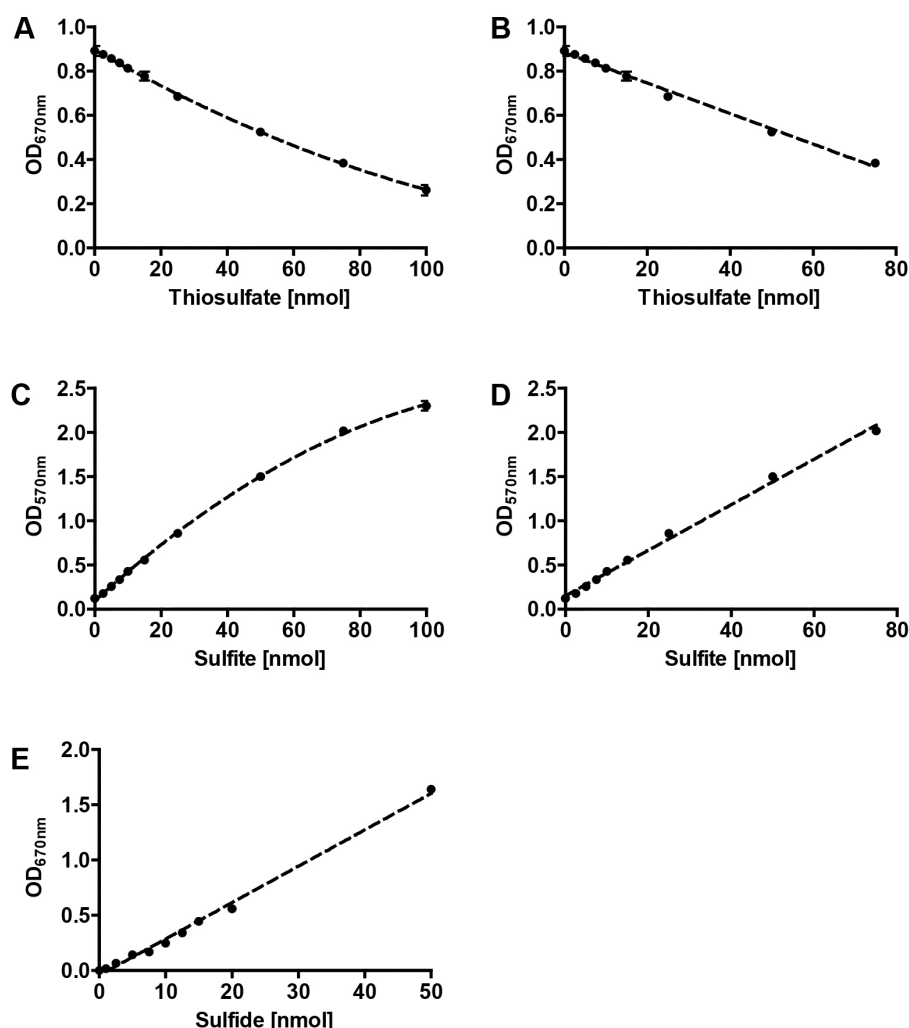 A
1.0
0.8
0.6
0.4
0.2
0.0
OD670nm
0 20 40 60 80 100
Thiosulfate [nmol]
B
1.0
0.8
0.6
0.4
0.2
0.0
OD670nm
0 20 40 60 80
Thiosulfate [nmol]
C
2.5
2.0
1.5
1.0
0.5
0.0
OD570nm
0 20 40 60 80 100
Sulfite [nmol]
D
2.5
2.0
1.5
1.0
0.5
0.0
OD570nm
0 20 40 60 80
Sulfite [nmol]
E
2.0
1.5
1.0
0.5
0.0
OD670nm
0 10 20 30 40 50
Sulfide [nmol]